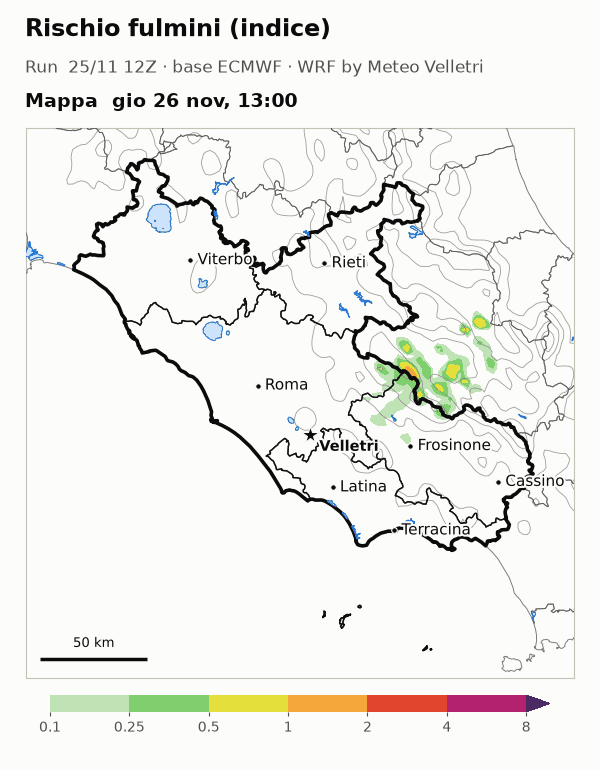 Rischio fulmini (indice)
Run 25/11 12Z · base ECMWF · WRF by Meteo Velletri
Mappa gio 26 nov, 13:00
Viterbo
Rieti
Roma
Velletri
Frosinone
Latina
Cassino
Terracina
50 km
0.1 0.25 0.5 1 2 4 8